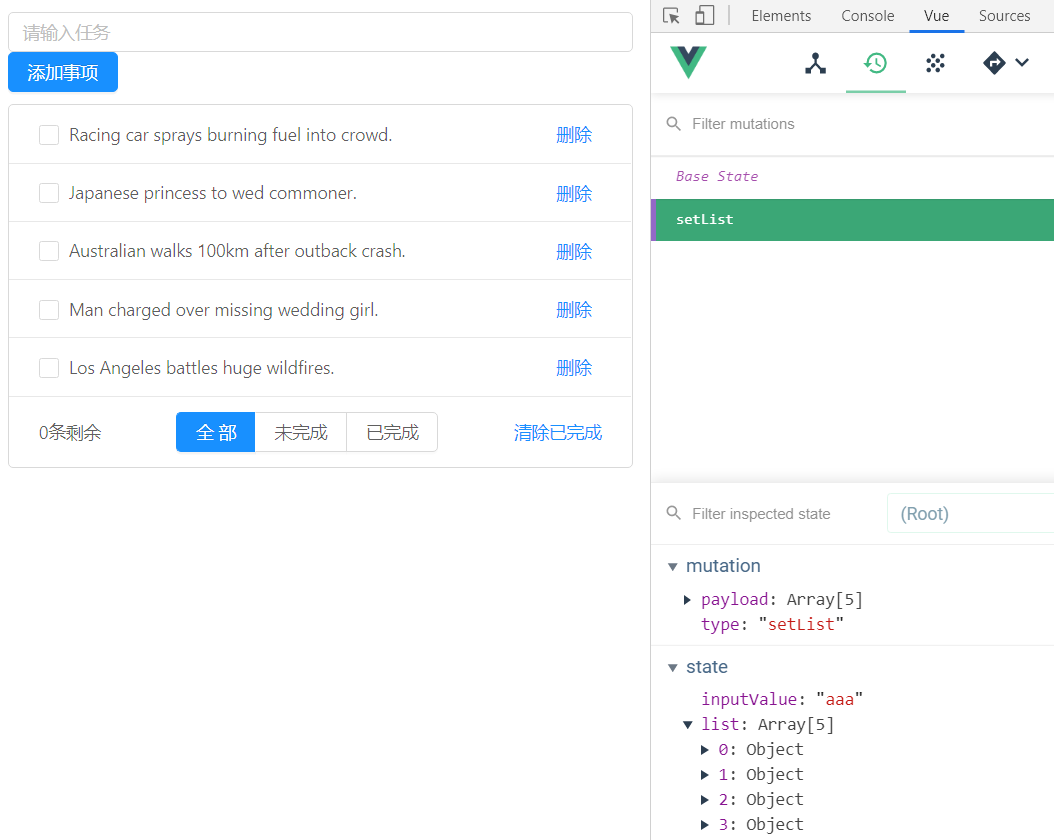 请输入任务
添加事项
Racing car sprays burning fuel into crowd. 删除
Japanese princess to wed commoner. 删除
Australian walks 100km after outback crash. 删除
Man charged over missing wedding girl. 删除
Los Angeles battles huge wildfires. 删除
0条剩余 全部 未完成 已完成 清除已完成
Elements Console Vue Sources
Filter mutations
Base State
setList
Filter inspected state (Root)
mutation
payload: Array[5]
type: "setList"
state
inputValue: "aaa"
list: Array[5]
0: Object
1: Object
2: Object
3: Object